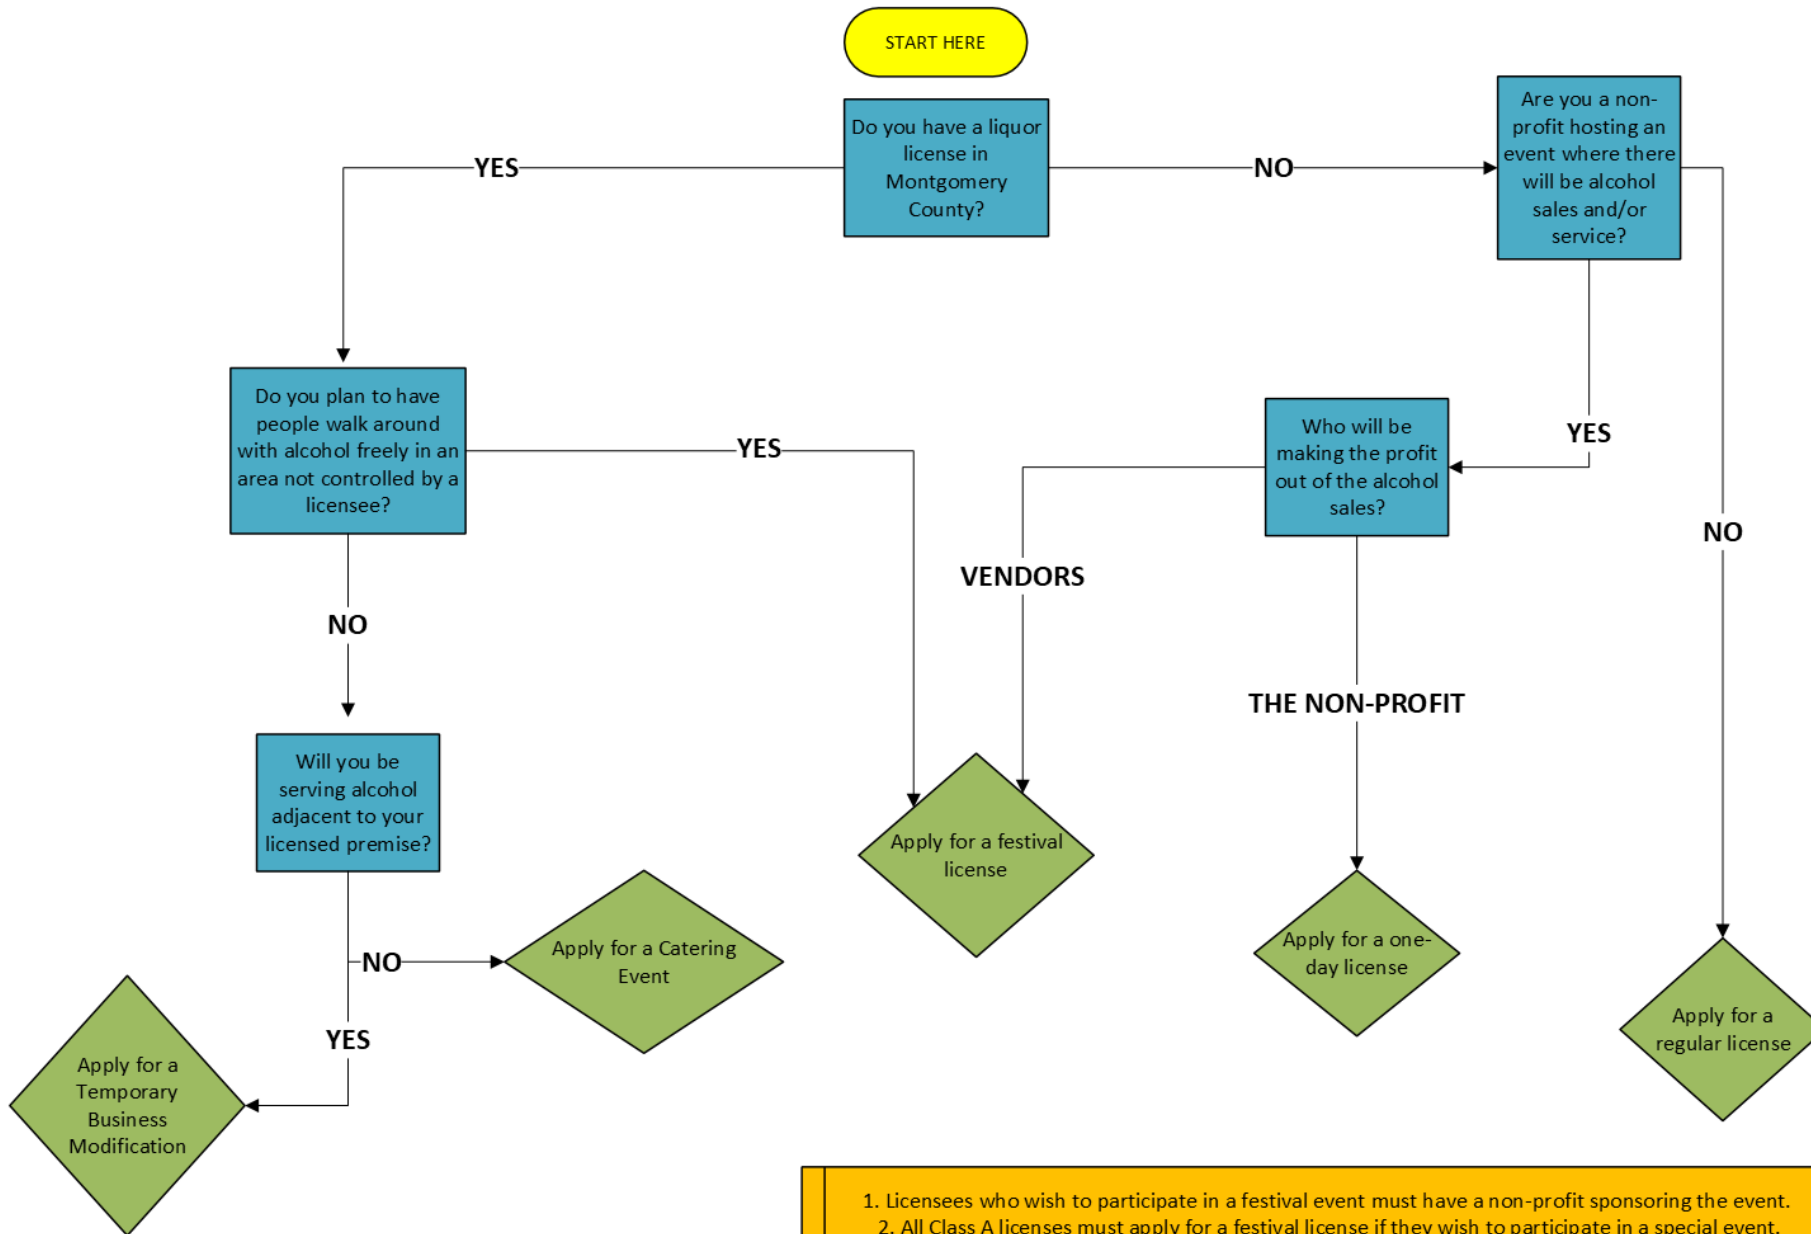 START HERE
Do you have a liquor
license in
Montgomery
County?
YES
NO
Are you a non-
profit hosting an
event where there
will be alcohol
sales and/or
service?
Do you plan to have
people walk around
with alcohol freely in an
area not controlled by a
licensee?
YES
Who will be
making the profit
out of the alcohol
sales?
YES
NO
VENDORS
NO
THE NON-PROFIT
Will you be
serving alcohol
adjacent to your
licensed premise?
Apply for a festival
license
Apply for a one-
day license
NO
Apply for a Catering
Event
YES
Apply for a
regular license
Apply for a
Temporary
Business
Modification
1. Licensees who wish to participate in a festival event must have a non-profit sponsoring the event.
2. All Class A licenses must apply for a festival license if they wish to participate in a special event.